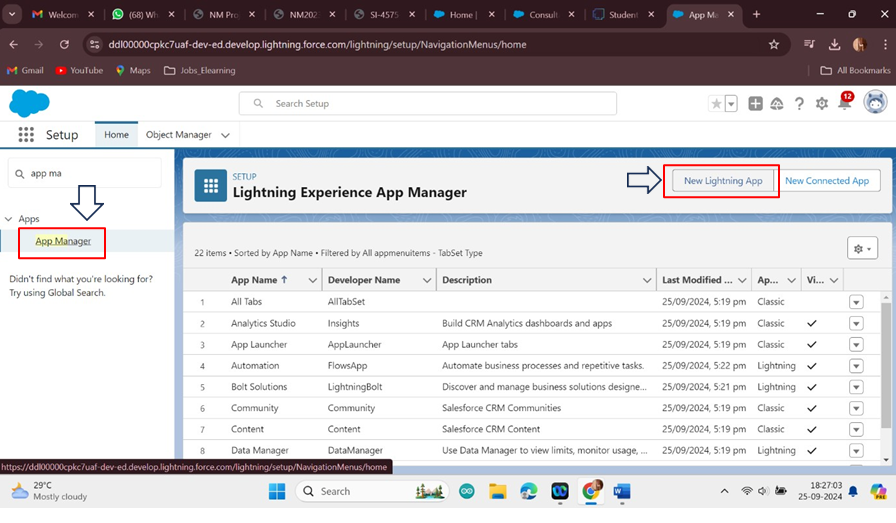 WhatsApp (68) Wh
NM Proj
NM202
SI-4575
Home |
Consult
Student
App Ma
ddl00000cpkc7uaf-dev-ed.develop.lightning.force.com/lightning/setup/NavigationMenus/home
Gmail
YouTube
Maps
Jobs_Elearning
All Bookmarks
Search Setup
12
Setup
Home
Object Manager
app ma
Apps
App Manager
Didn't find what you're looking for?
Try using Global Search.
SETUP
Lightning Experience App Manager
New Lightning App
New Connected App
22 items • Sorted by App Name • Filtered by All appmenuitems - TabSet Type
App Name Developer Name Description Last Modified ... Ap... Vi...
1 All Tabs AllTabSet 25/09/2024, 5:19 pm Classic
2 Analytics Studio Insights Build CRM Analytics dashboards and apps 25/09/2024, 5:19 pm Classic
3 App Launcher AppLauncher App Launcher tabs 25/09/2024, 5:19 pm Classic
4 Automation FlowsApp Automate business processes and repetitive tasks. 25/09/2024, 5:22 pm Lightning
5 Bolt Solutions LightningBolt Discover and manage business solutions designe... 25/09/2024, 5:21 pm Lightning
6 Community Community Salesforce CRM Communities 25/09/2024, 5:19 pm Classic
7 Content Content Salesforce CRM Content 25/09/2024, 5:19 pm Classic
8 Data Manager DataManager Use Data Manager to view limits, monitor usage, ... 25/09/2024, 5:19 pm Lightning
https://ddl00000cpkc7uaf-dev-ed.develop.lightning.force.com/lightning/setup/NavigationMenus/home
29°C
Mostly cloudy
Search
18:27:03
25-09-2024